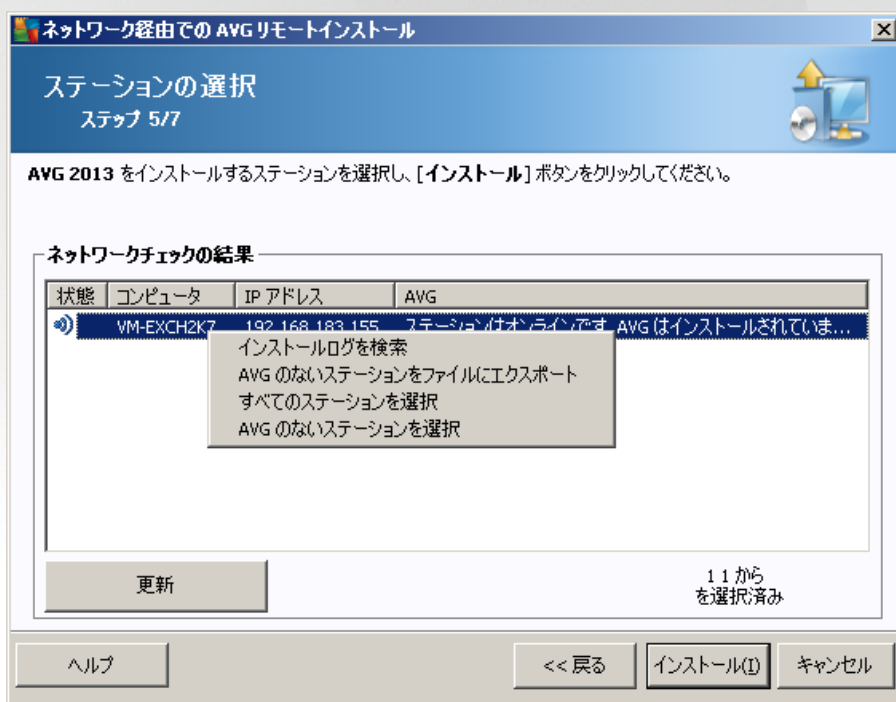 ネットワーク経由での AVG リモートインストール
ステーションの選択
ステップ 5/7
AVG 2013 をインストールするステーションを選択し、[インストール] ボタンをクリックしてください。
ネットワークチェックの結果
状態 コンピュータ IP アドレス AVG
VM-EXCH2K7 192.168.183.155 ステーションはオンラインです。AVG はインストールされていま...
インストールログを検索
AVG のないステーションをファイルにエクスポート
すべてのステーションを選択
AVG のないステーションを選択
更新
1 1 から
を選択済み
ヘルプ
<< 戻る
インストール(I)
キャンセル